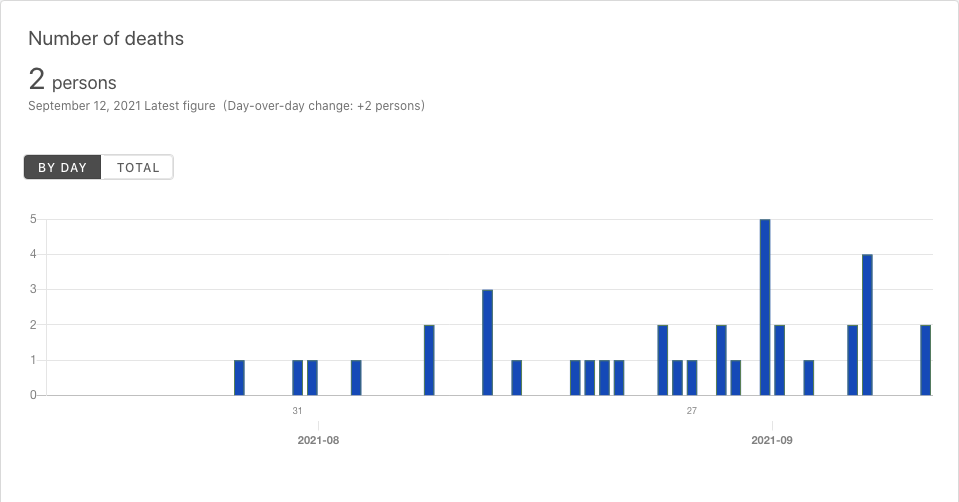 Number of deaths
2 persons
September 12, 2021 Latest figure (Day-over-day change: +2 persons)
BY DAY TOTAL
5
4
3
2
1
0
31 27
2021-08 2021-09